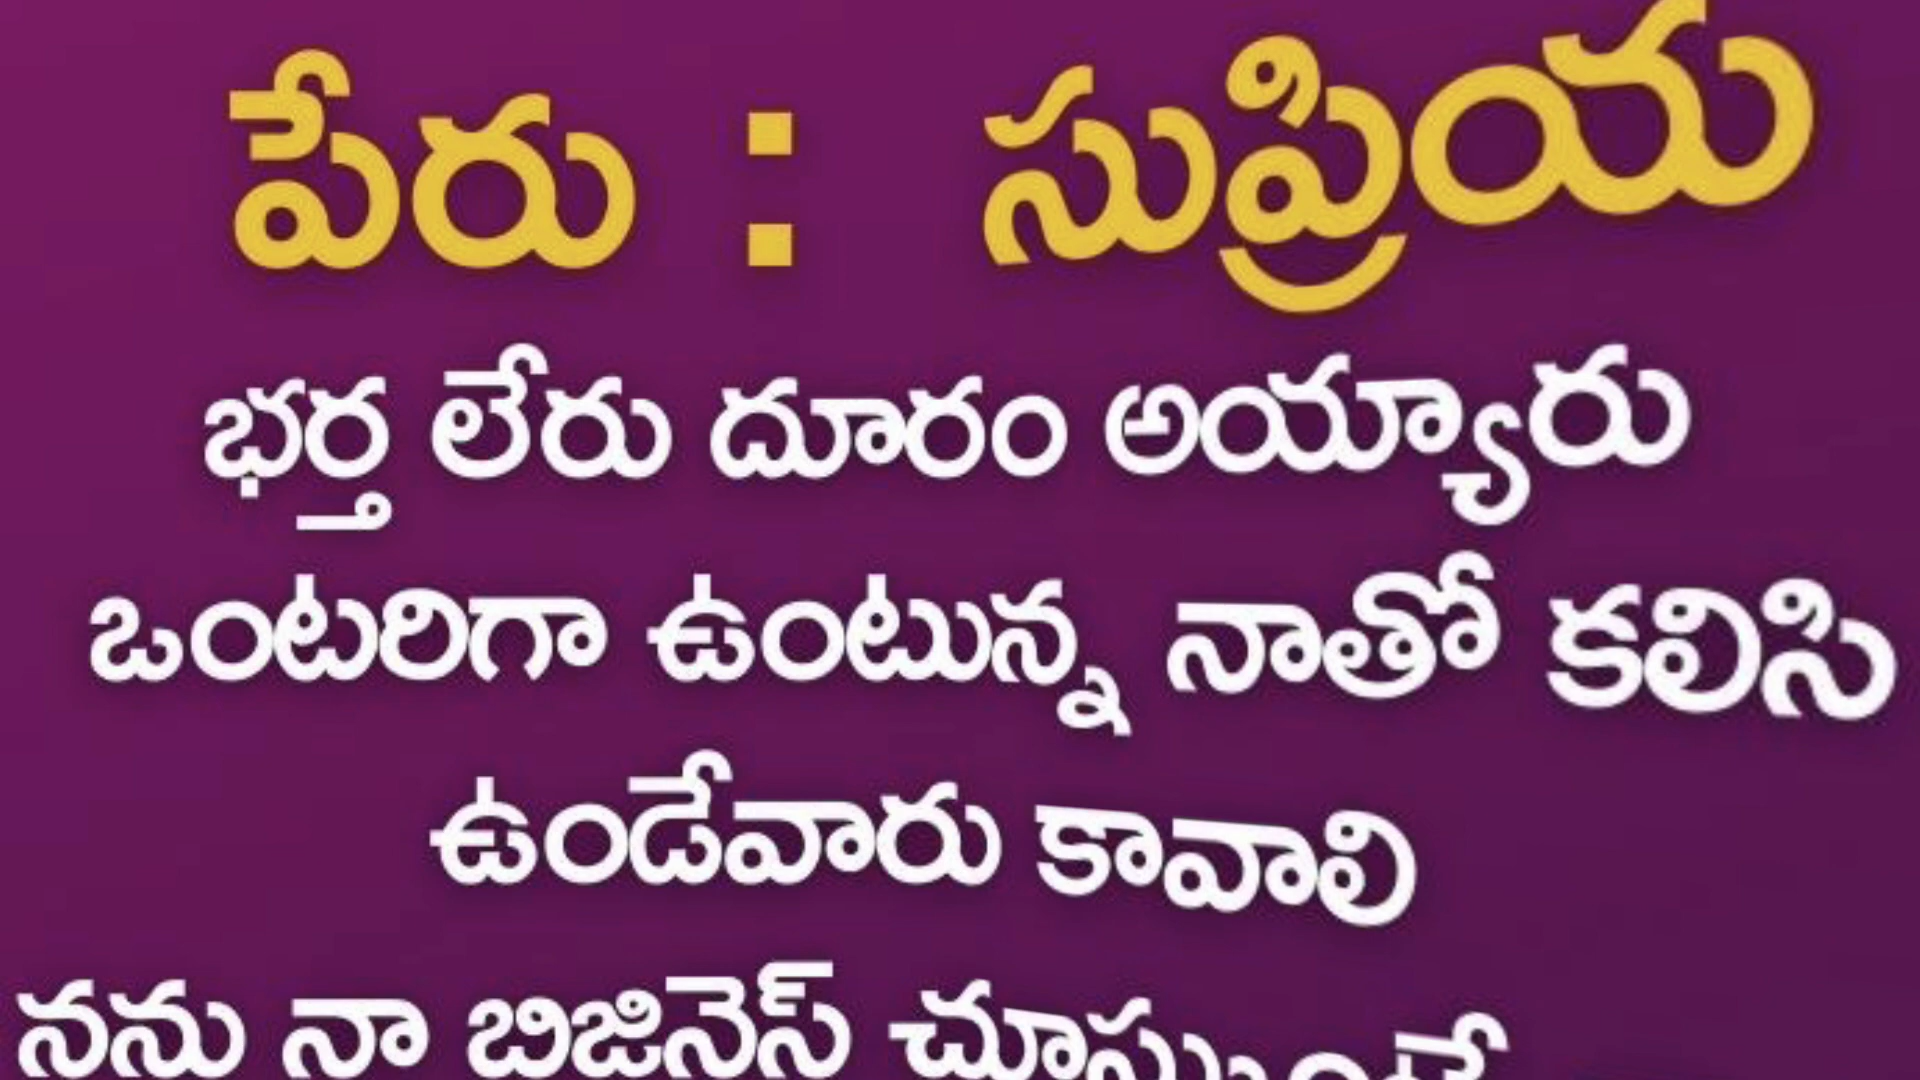 పేరు : సుప్రియ
భర్త లేరు దూరం అయ్యారు
ఒంటరిగా ఉంటున్న నాతో కలిసి
ఉండేవారు కావాలి
నను నా బిజినెస్ చూస్కుంటే